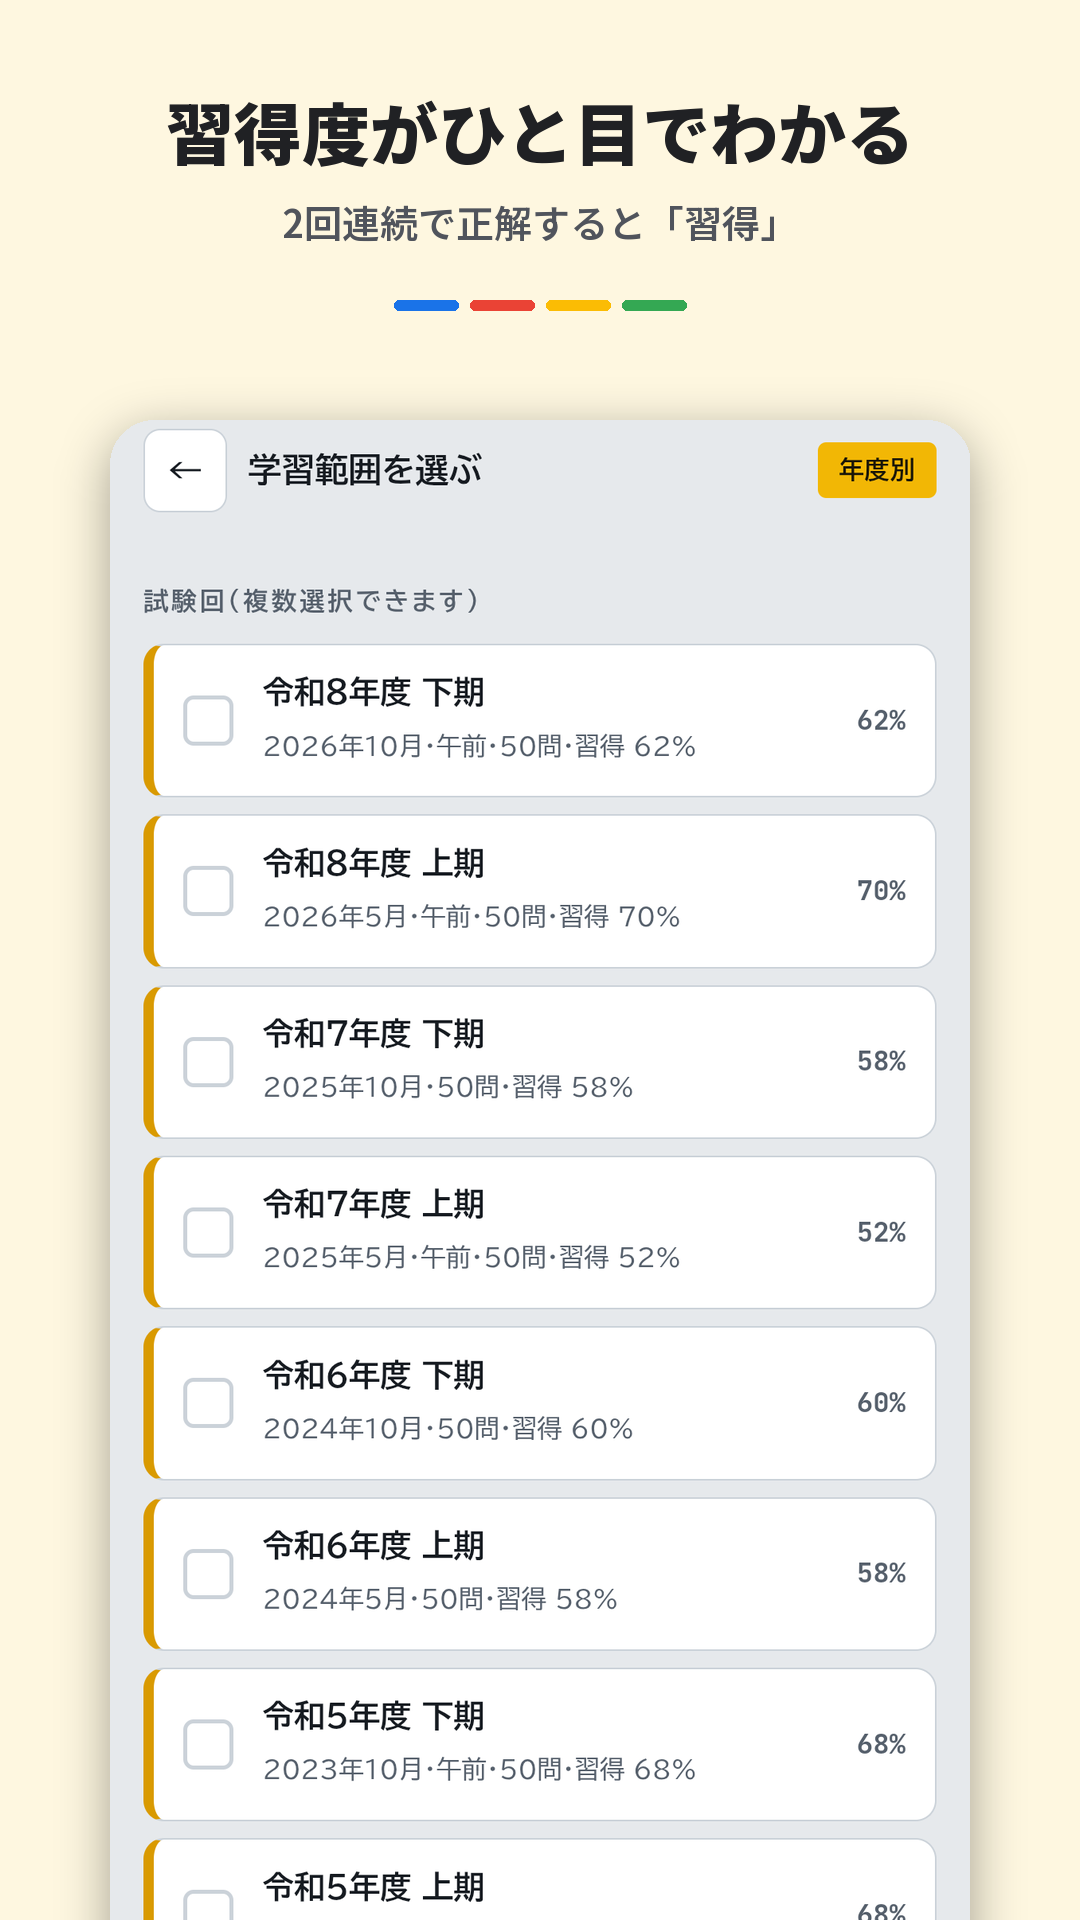 習得度がひと目でわかる
2回連続で正解すると「習得」
← 学習範囲を選ぶ
年度別
試験回(複数選択できます)
令和8年度 下期
2026年10月・午前・50問・習得 62%
62%
令和8年度 上期
2026年5月・午前・50問・習得 70%
70%
令和7年度 下期
2025年10月・50問・習得 58%
58%
令和7年度 上期
2025年5月・午前・50問・習得 52%
52%
令和6年度 下期
2024年10月・50問・習得 60%
60%
令和6年度 上期
2024年5月・50問・習得 58%
58%
令和5年度 下期
2023年10月・午前・50問・習得 68%
68%
令和5年度 上期
68%